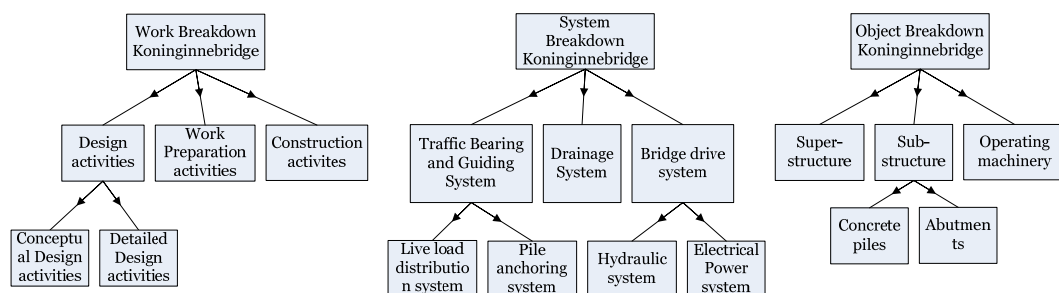 Work Breakdown
Koninginnebridge
Design
activities
Work
Preparation
activities
Construction
activites
Conceptu
al Design
activities
Detailed
Design
activities
System
Breakdown
Koninginnebridge
Traffic Bearing
and Guiding
System
Drainage
System
Bridge drive
system
Live load
distributio
n system
Pile
anchoring
system
Hydraulic
system
Electrical
Power
system
Object Breakdown
Koninginnebridge
Super-
structure
Sub-
structure
Operating
machinery
Concrete
piles
Abutmen
ts